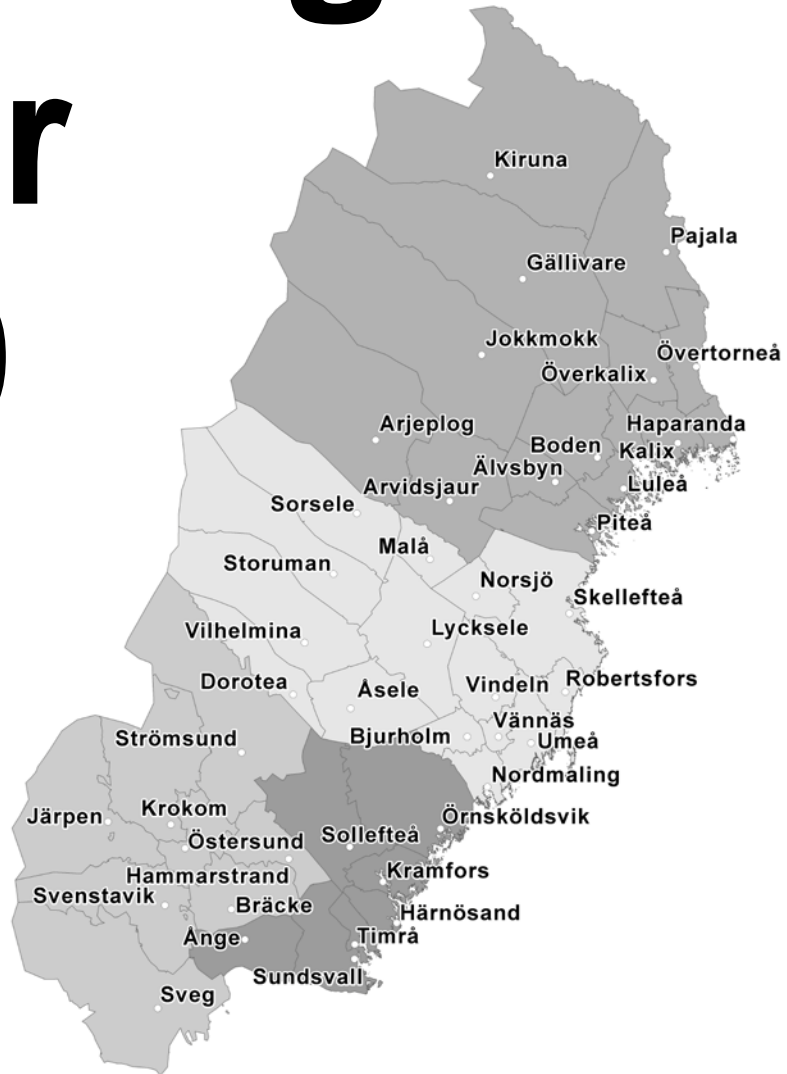 g
r
Kiruna
Pajala
Gällivare
Jokkmokk
Övertorneå
Överkalix
Arjeplog
Haparanda
Boden
Kalix
Älvsbyn
Arvidsjaur
Luleå
Sorsele
Piteå
Malå
Storuman
Norsjö
Skellefteå
Vilhelmina
Lycksele
Dorotea
Åsele
Vindeln
Robertsfors
Vännäs
Strömsund
Bjurholm
Umeå
Nordmaling
Järpen
Krokom
Örnsköldsvik
Östersund
Sollefteå
Hammarstrand
Kramfors
Svenstavik
Bräcke
Härnösand
Ånge
Timrå
Sundsvall
Sveg